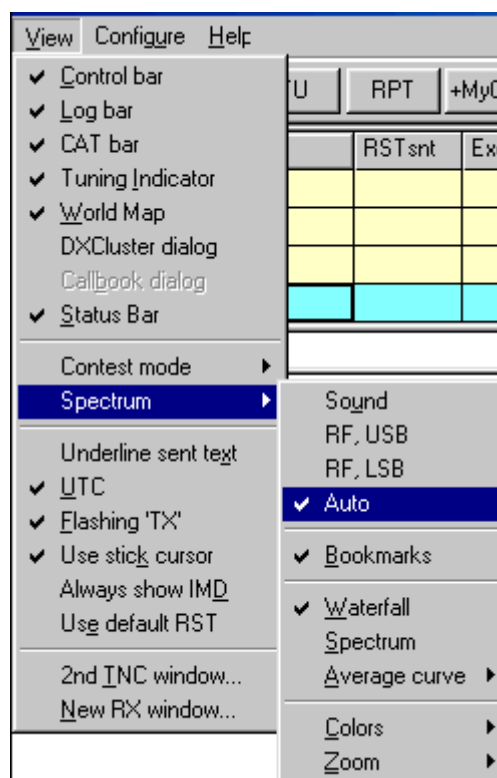 View Configure Help
RPT
RSTsnt
Control bar
Log bar
CAT bar
Tuning Indicator
World Map
DXCluster dialog
Callbook dialog
Status Bar
Contest mode
Spectrum
Underline sent text
UTC
Flashing 'TX'
Use stick cursor
Always show IMD
Use default RST
2nd TNC window...
New RX window...
Sound
RF, USB
RF, LSB
Auto
Bookmarks
Waterfall
Spectrum
Average curve
Colors
Zoom